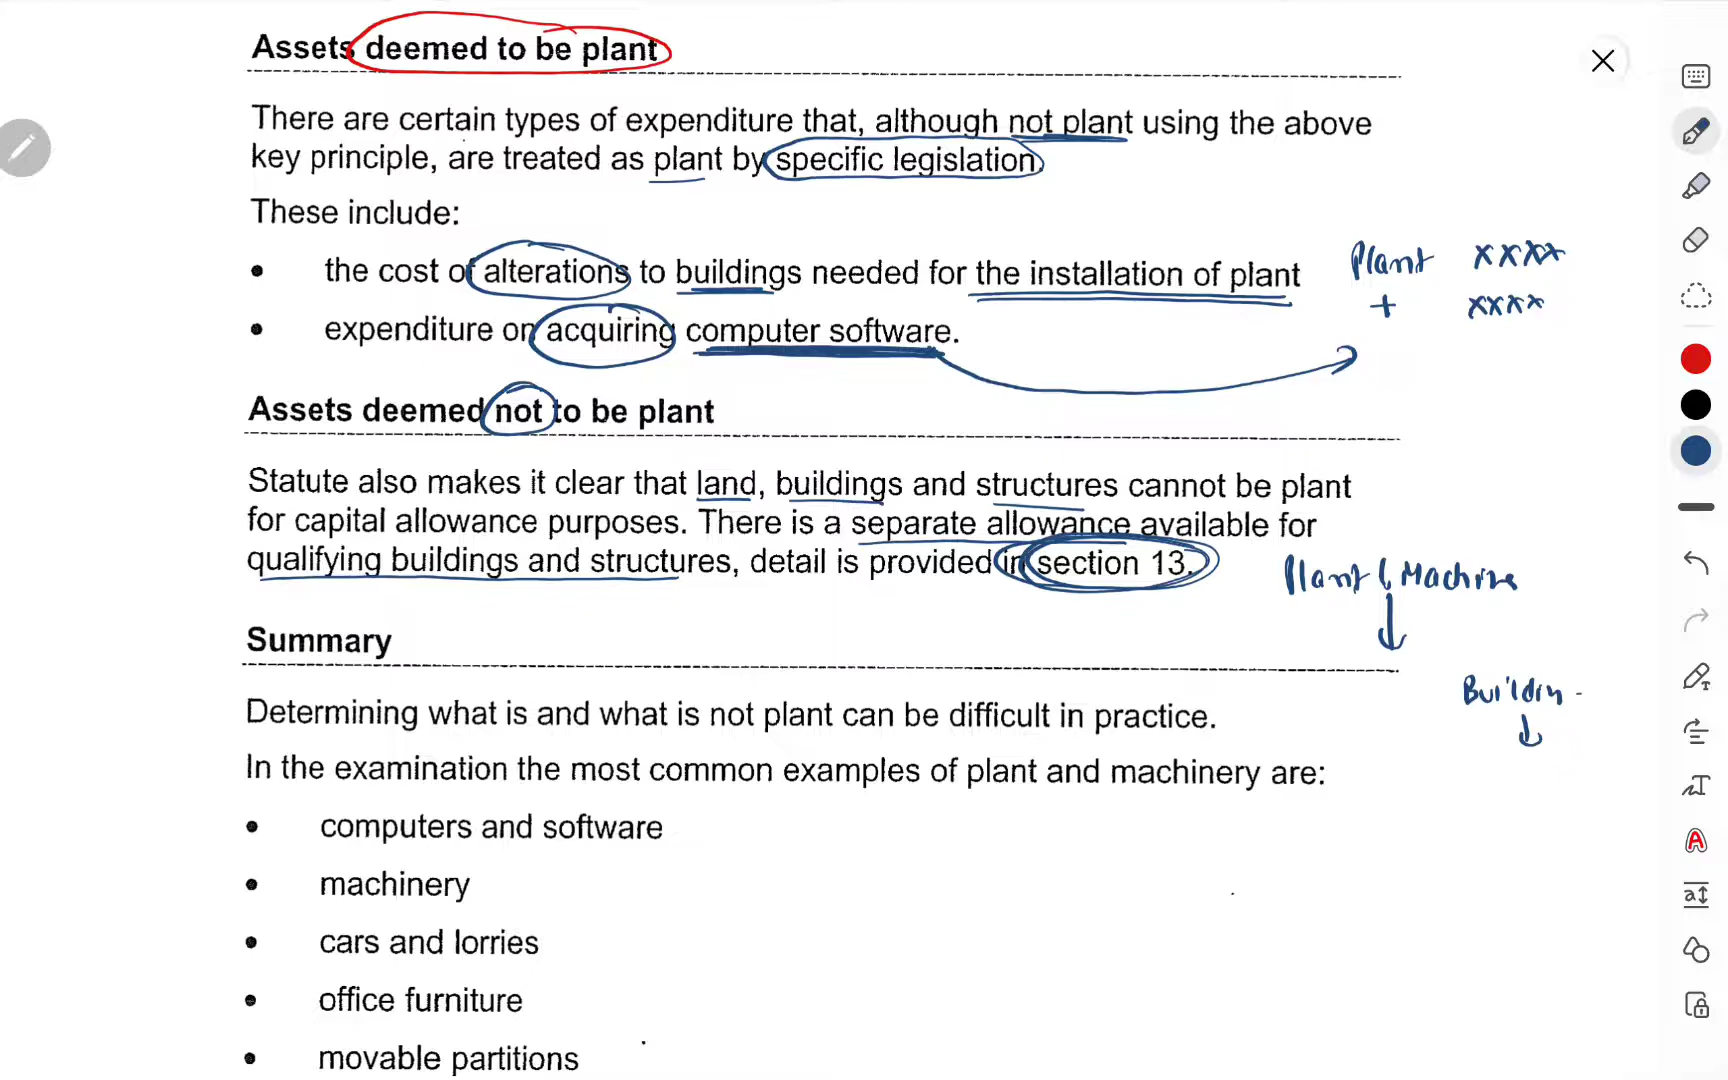 Assets deemed to be plant
There are certain types of expenditure that, although not plant using the above
key principle, are treated as plant by specific legislation.
These include:
• the cost of alterations to buildings needed for the installation of plant
Plant xxxx
+ xxxx
• expenditure on acquiring computer software.
Assets deemed not to be plant
Statute also makes it clear that land, buildings and structures cannot be plant
for capital allowance purposes. There is a separate allowance available for
qualifying buildings and structures, detail is provided in section 13.
Plant & Machine
Summary
Buildin
Determining what is and what is not plant can be difficult in practice.
In the examination the most common examples of plant and machinery are:
• computers and software
• machinery
• cars and lorries
• office furniture
• movable partitions